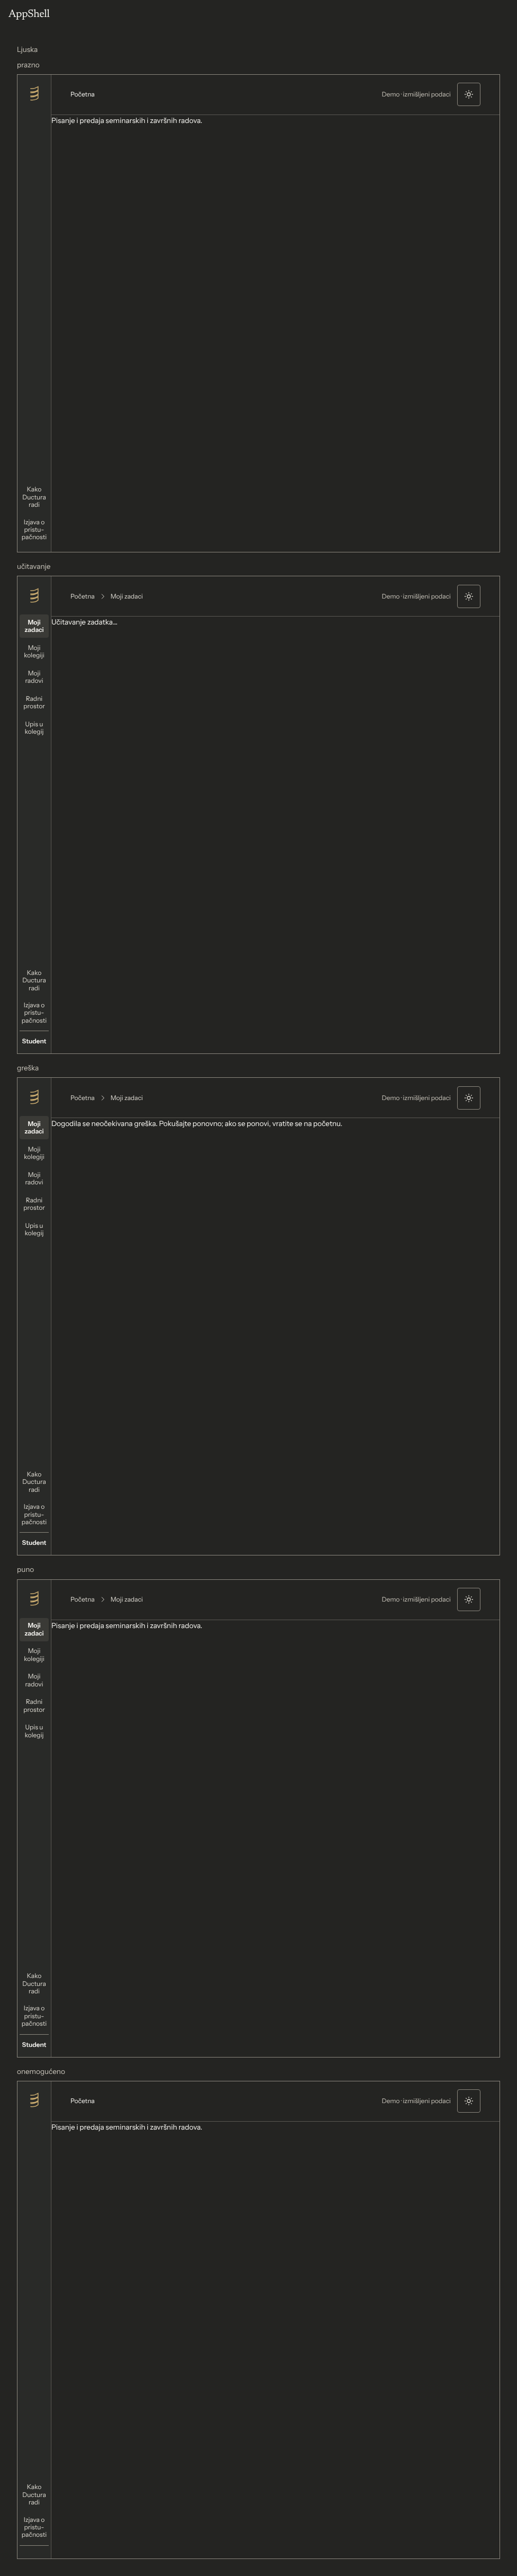 AppShell
Ljuska
prazno
Početna
Demo · izmišljeni podaci
Pisanje i predaja seminarskih i završnih radova.
Kako
Ductura
radi
Izjava o
pristu-
pačnosti
učitavanje
Početna
Moji zadaci
Demo · izmišljeni podaci
Moji
zadaci
Učitavanje zadatka…
Moji
kolegiji
Moji
radovi
Radni
prostor
Upis u
kolegij
Kako
Ductura
radi
Izjava o
pristu-
pačnosti
Student
greška
Početna
Moji zadaci
Demo · izmišljeni podaci
Moji
zadaci
Dogodila se neočekivana greška. Pokušajte ponovno; ako se ponovi, vratite se na početnu.
Moji
kolegiji
Moji
radovi
Radni
prostor
Upis u
kolegij
Kako
Ductura
radi
Izjava o
pristu-
pačnosti
Student
puno
Početna
Moji zadaci
Demo · izmišljeni podaci
Moji
zadaci
Pisanje i predaja seminarskih i završnih radova.
Moji
kolegiji
Moji
radovi
Radni
prostor
Upis u
kolegij
Kako
Ductura
radi
Izjava o
pristu-
pačnosti
Student
onemogućeno
Početna
Demo · izmišljeni podaci
Pisanje i predaja seminarskih i završnih radova.
Kako
Ductura
radi
Izjava o
pristu-
pačnosti